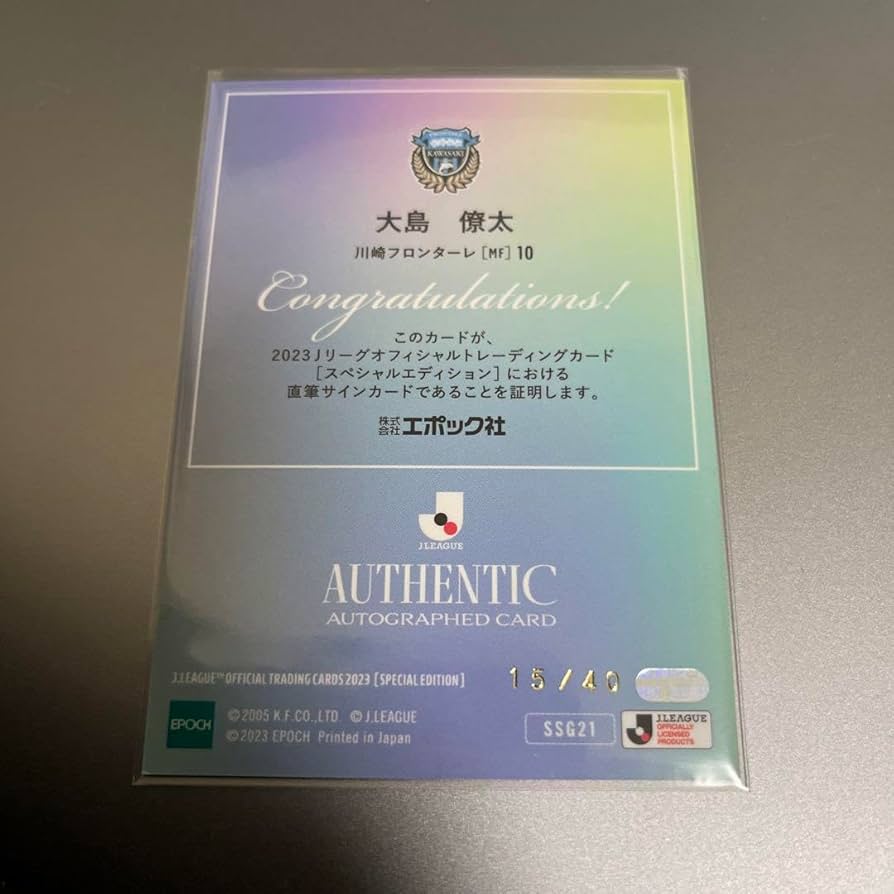 KAWASAKI
大島 僚太
川崎フロンターレ [MF] 10
Congratulations!
このカードが、
2023Jリーグオフィシャルトレーディングカード
[スペシャルエディション]における
直筆サインカードであることを証明します。
株式会社エポック社
J.LEAGUE
AUTHENTIC
AUTOGRAPHED CARD
J.LEAGUE™ OFFICIAL TRADING CARDS 2023 [SPECIAL EDITION]
15/40
EPOCH
©2005 K.F.CO.,LTD. ©J.LEAGUE
©2023 EPOCH Printed in Japan
SSG21
J.LEAGUE
OFFICIALLY
LICENSED
PRODUCTS